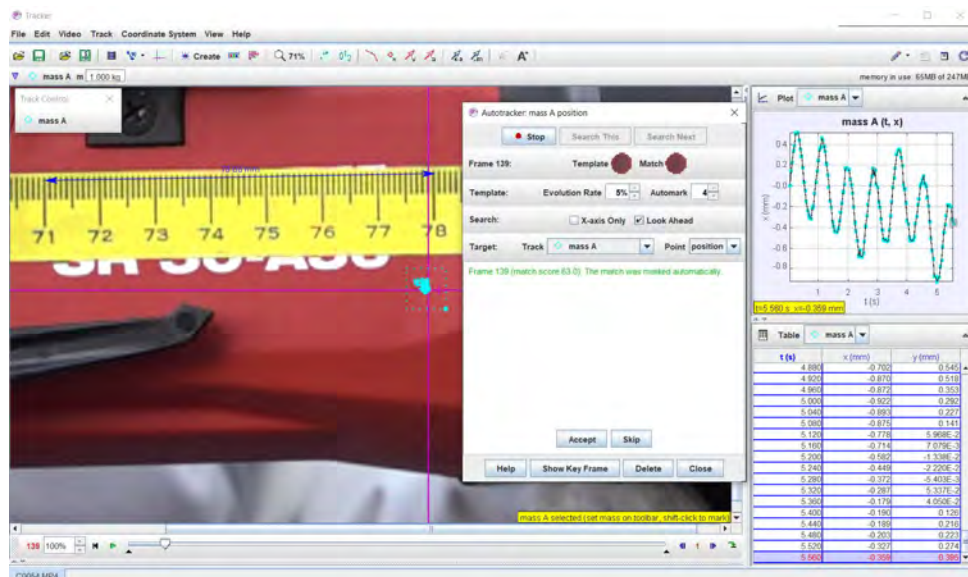 Tracker
File Edit Video Track Coordinate System View Help
Create 71% A
mass A m 1.000 kg memory in use: 65MB of 247MB
Track Control
mass A
71 72 73 74 75 76 77 78
Autotracker: mass A position
Stop Search This Search Next
Frame 139: Template Match
Template: Evolution Rate 5% Automark 4
Search: X-axis Only Look Ahead
Target: Track mass A Point position
Frame 139 (match score 63.0). The match was marked automatically.
Accept Skip
Help Show Key Frame Delete Close
mass A selected (set mass on toolbar, shift-click to mark)
139 100% 1
Plot mass A
mass A (t, x)
x (mm)
0.4
0.2
-0.0
-0.2
-0.4
-0.6
-0.8
1 2 3 4 5
t (s)
t=5.560 s x=-0.359 mm
Table mass A
t (s) x (mm) y (mm)
4.880 -0.702 0.545
4.920 -0.870 0.518
4.960 -0.872 0.353
5.000 -0.922 0.292
5.040 -0.893 0.227
5.080 -0.875 0.141
5.120 -0.778 5.968E-2
5.160 -0.714 7.079E-3
5.200 -0.582 -1.338E-2
5.240 -0.449 -2.220E-2
5.280 -0.372 -5.403E-3
5.320 -0.287 5.337E-2
5.360 -0.179 4.050E-2
5.400 -0.190 0.126
5.440 -0.189 0.216
5.480 -0.203 0.223
5.520 -0.327 0.274
5.560 -0.359 0.395